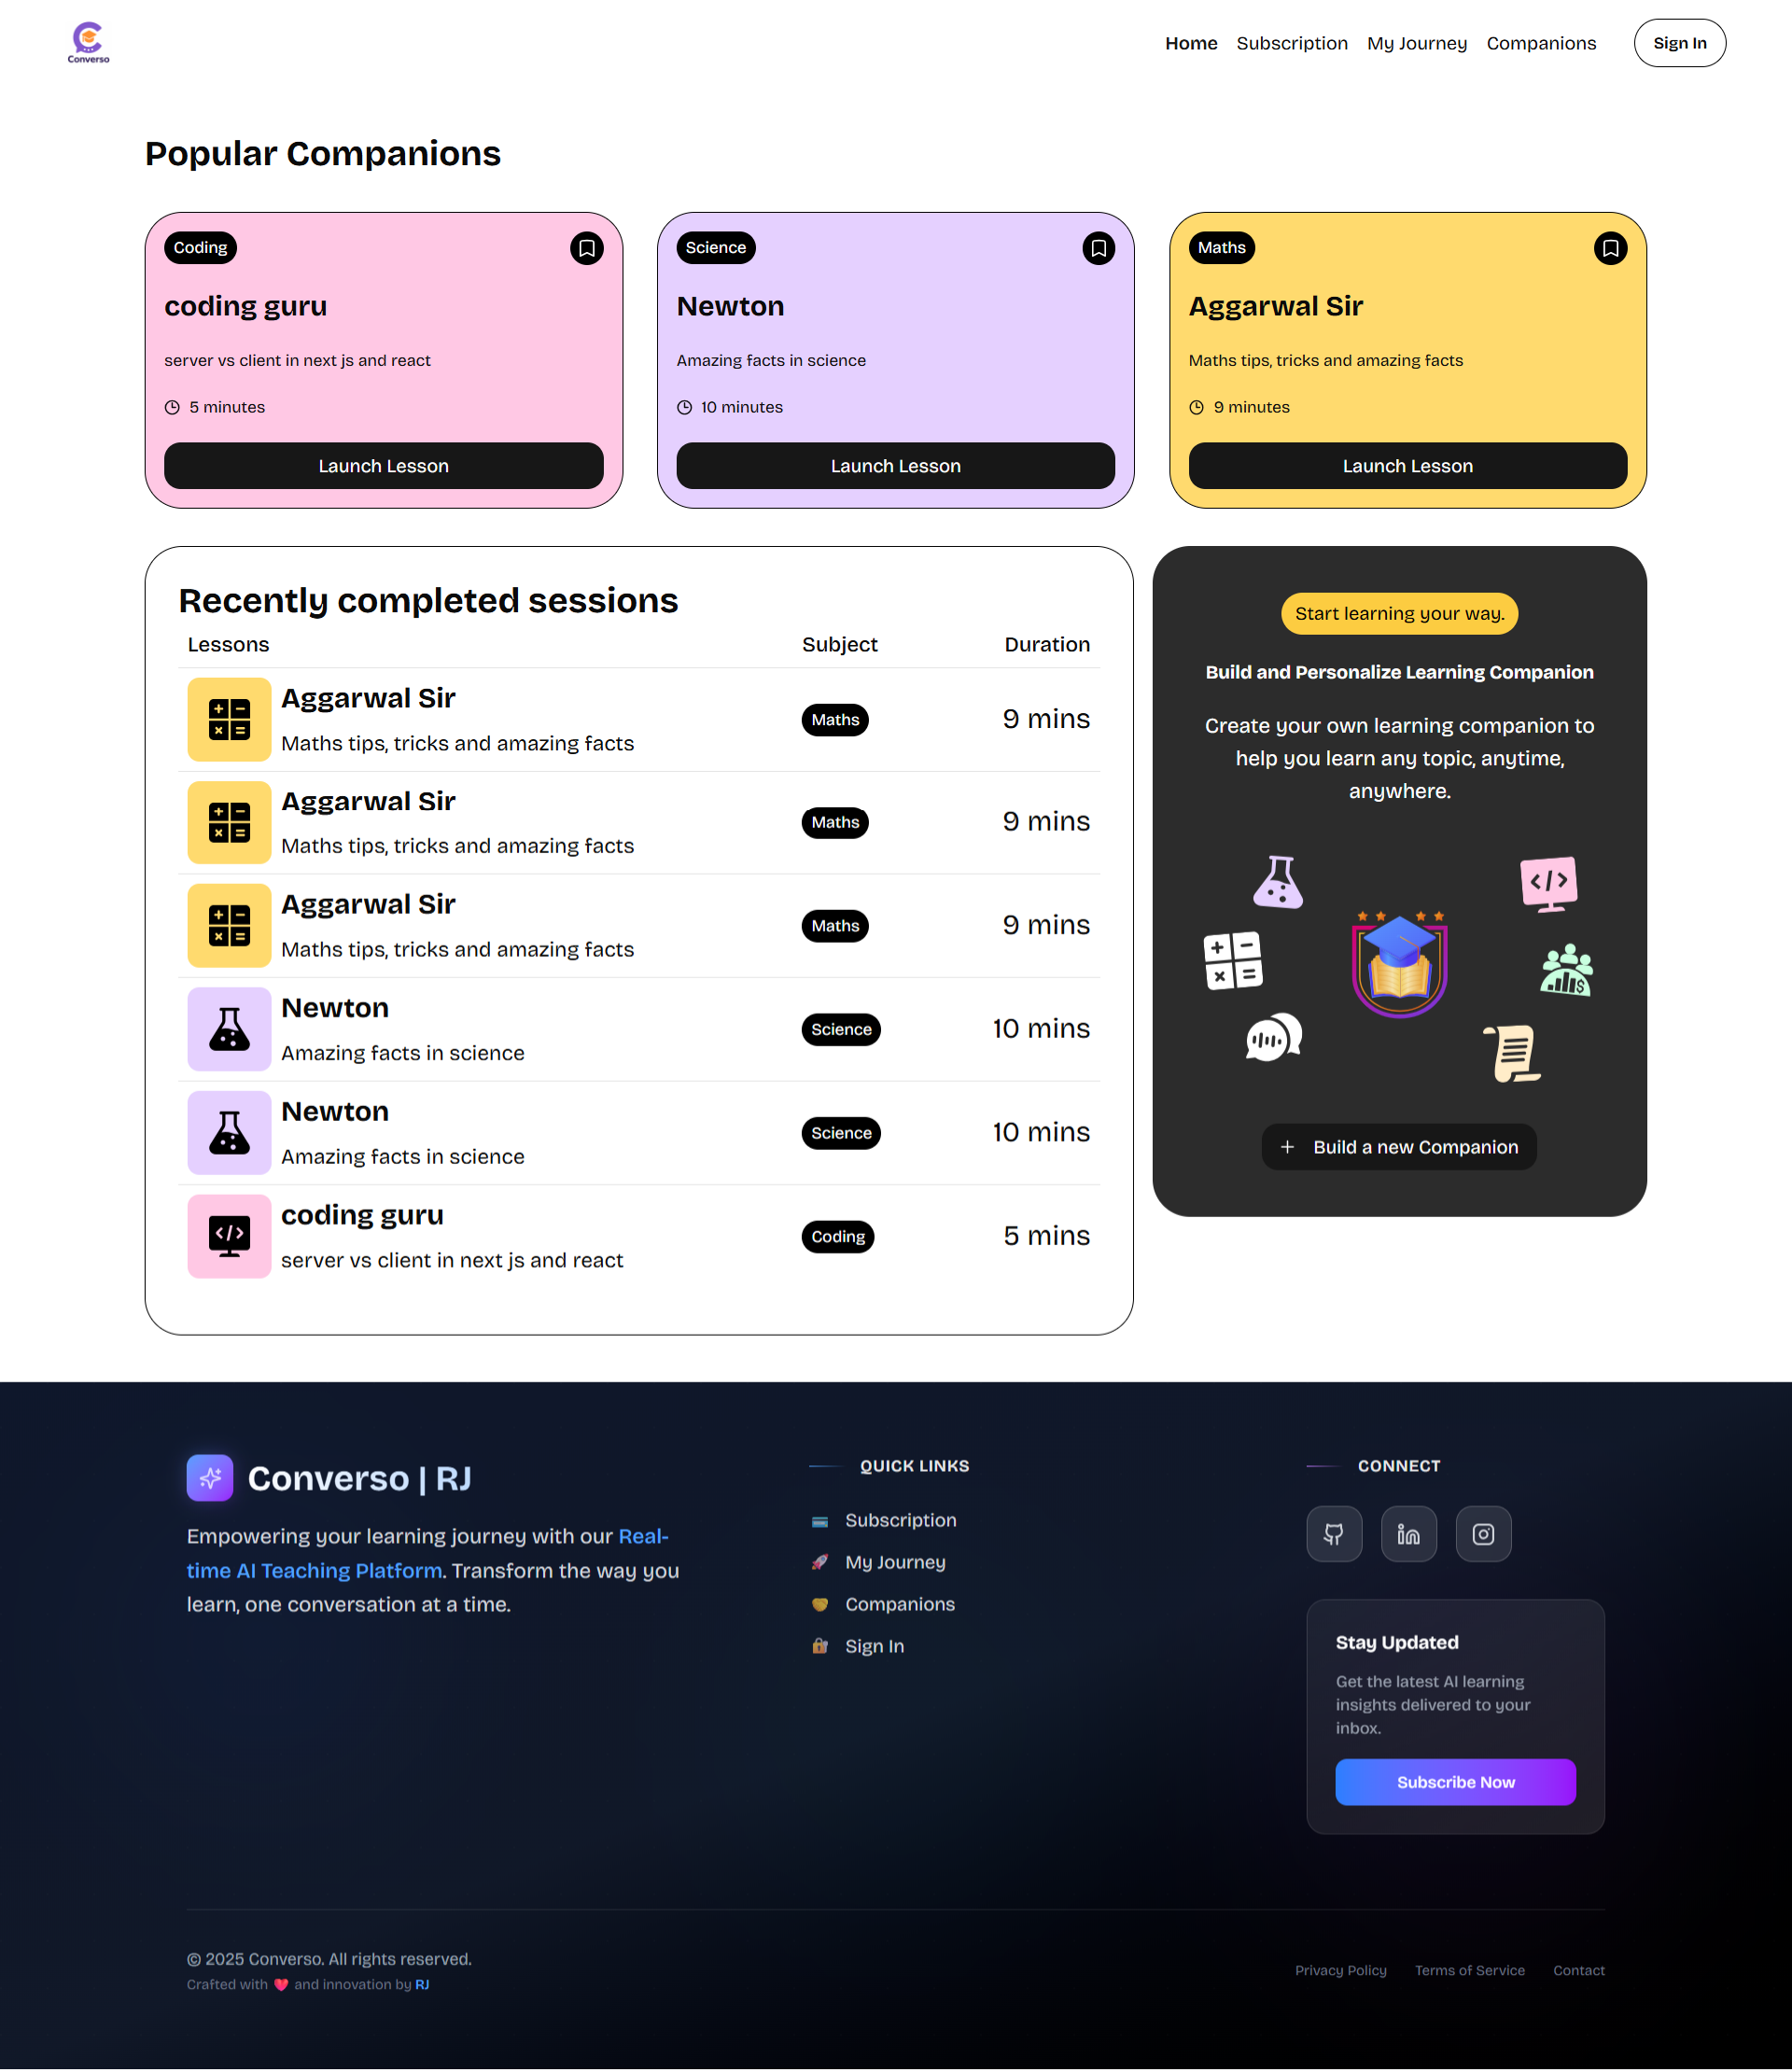 Converso
Home Subscription My Journey Companions Sign In
Popular Companions
Coding
coding guru
server vs client in next js and react
5 minutes
Launch Lesson
Science
Newton
Amazing facts in science
10 minutes
Launch Lesson
Maths
Aggarwal Sir
Maths tips, tricks and amazing facts
9 minutes
Launch Lesson
Recently completed sessions
Lessons Subject Duration
Aggarwal Sir
Maths tips, tricks and amazing facts
Maths
9 mins
Aggarwal Sir
Maths tips, tricks and amazing facts
Maths
9 mins
Aggarwal Sir
Maths tips, tricks and amazing facts
Maths
9 mins
Newton
Amazing facts in science
Science
10 mins
Newton
Amazing facts in science
Science
10 mins
coding guru
server vs client in next js and react
Coding
5 mins
Start learning your way.
Build and Personalize Learning Companion
Create your own learning companion to
help you learn any topic, anytime,
anywhere.
Build a new Companion
Converso | RJ
Empowering your learning journey with our Real-
time AI Teaching Platform. Transform the way you
learn, one conversation at a time.
QUICK LINKS
Subscription
My Journey
Companions
Sign In
CONNECT
Stay Updated
Get the latest AI learning
insights delivered to your
inbox.
Subscribe Now
© 2025 Converso. All rights reserved.
Crafted with ❤️ and innovation by RJ
Privacy Policy Terms of Service Contact